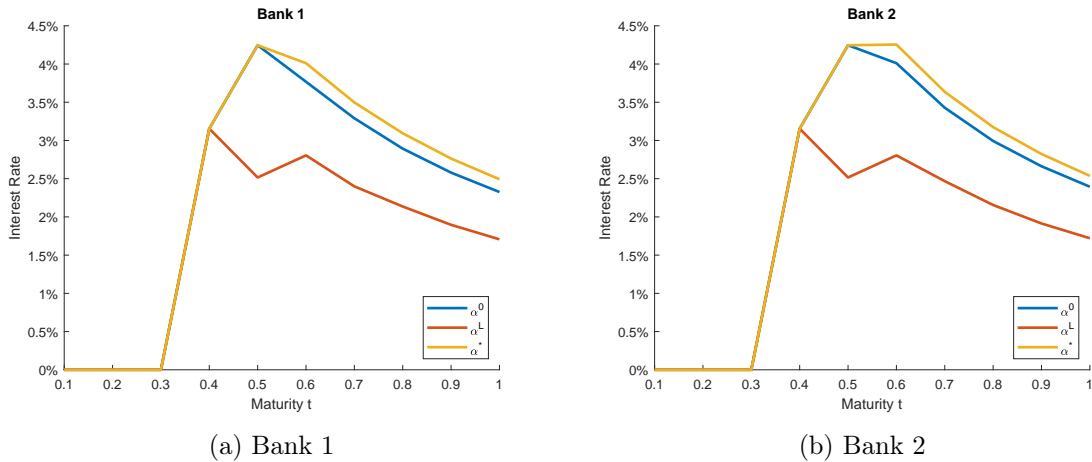 Bank 1
4.5%
4%
3.5%
3%
2.5%
2%
1.5%
1%
0.5%
0%
Interest Rate
0.1 0.2 0.3 0.4 0.5 0.6 0.7 0.8 0.9 1
Maturity t
α⁰
αᴸ
α*
(a) Bank 1
Bank 2
4.5%
4%
3.5%
3%
2.5%
2%
1.5%
1%
0.5%
0%
Interest Rate
0.1 0.2 0.3 0.4 0.5 0.6 0.7 0.8 0.9 1
Maturity t
α⁰
αᴸ
α*
(b) Bank 2